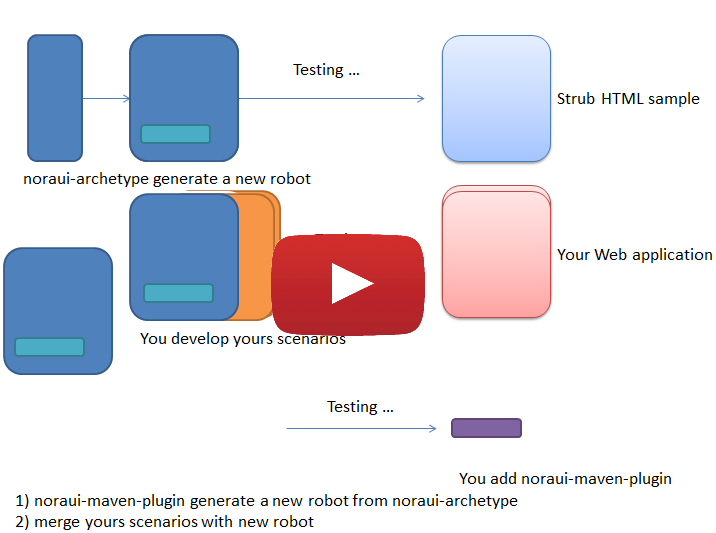 Testing ...
Strub HTML sample
noraui-archetype generate a new robot
Your Web application
You develop yours scenarios
Testing ...
You add noraui-maven-plugin
1) noraui-maven-plugin generate a new robot from noraui-archetype
2) merge yours scenarios with new robot